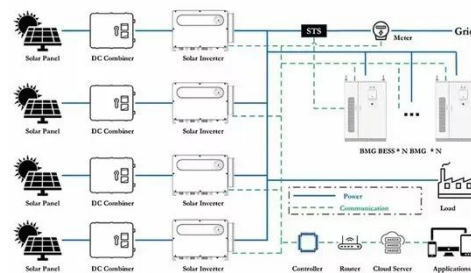 STS
Meter
Grid
Solar Panel DC Combiner Solar Inverter
Solar Panel DC Combiner Solar Inverter
BMG BESS * N BMG * N
Solar Panel DC Combiner Solar Inverter
Power
Communication
Load
Solar Panel DC Combiner Solar Inverter
Controller Router Cloud Server Application